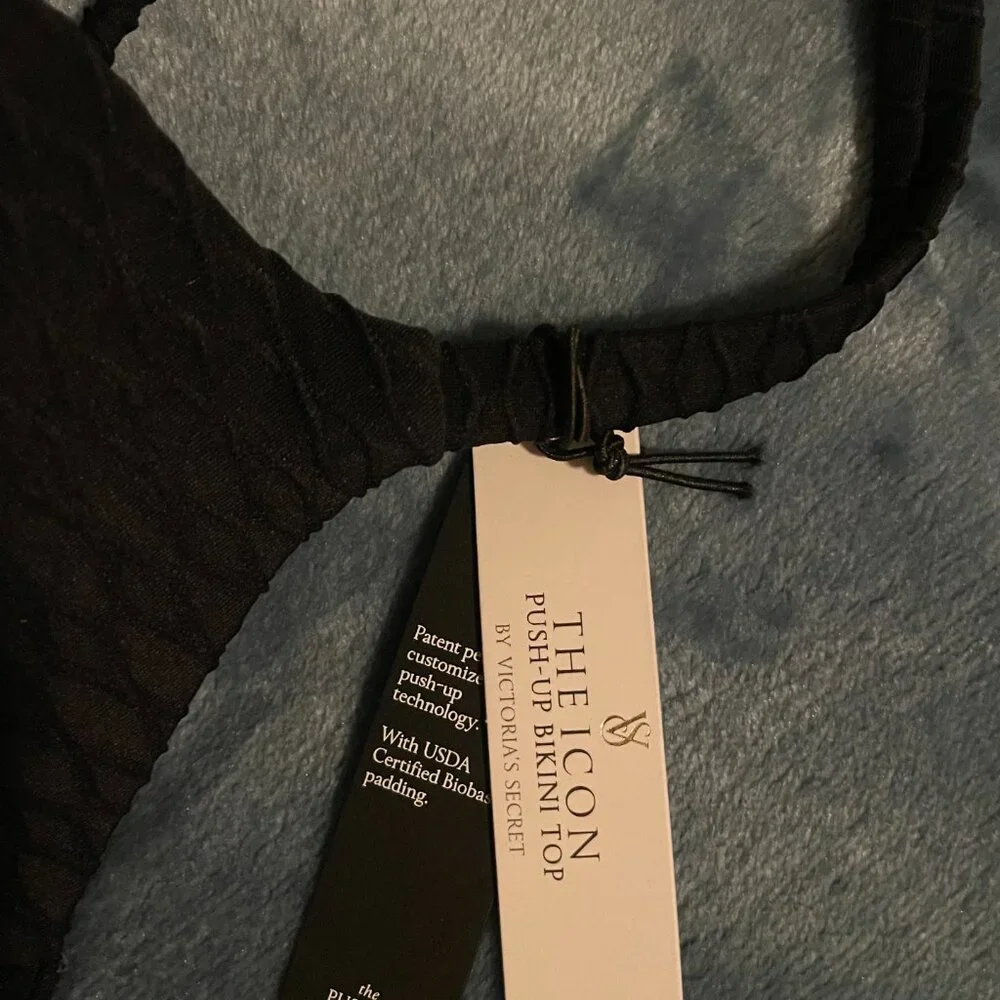 VS
THE ICON
PUSH-UP BIKINI TOP
BY VICTORIA'S SECRET
Patent pe
customize
push-up
technology.
With USDA
Certified Biobas
padding.
the